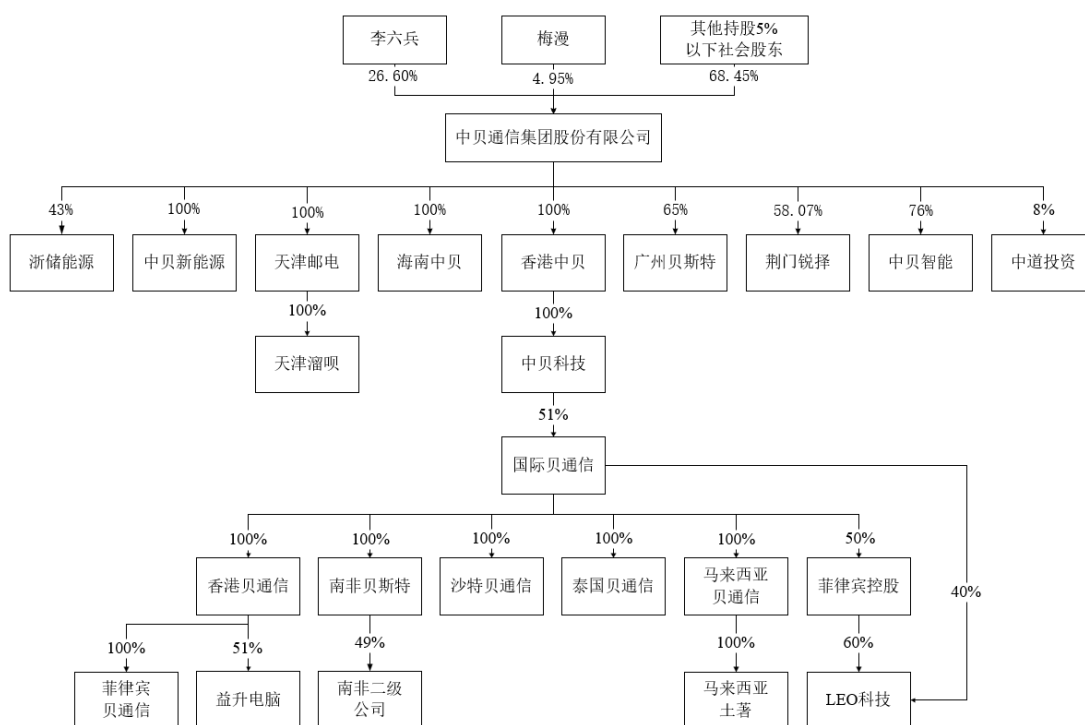 李六兵
梅漫
其他持股5%
以下社会股东
26.60%
4.95%
68.45%
中贝通信集团股份有限公司
43%
100%
100%
100%
100%
65%
58.07%
76%
8%
浙储能源
中贝新能源
天津邮电
海南中贝
香港中贝
广州贝斯特
荆门锐择
中贝智能
中道投资
100%
100%
天津溜呗
中贝科技
51%
国际贝通信
100%
100%
100%
100%
100%
50%
香港贝通信
南非贝斯特
沙特贝通信
泰国贝通信
马来西亚
贝通信
菲律宾控股
40%
100%
51%
49%
100%
60%
菲律宾
贝通信
益升电脑
南非二级
公司
马来西亚
土著
LEO科技